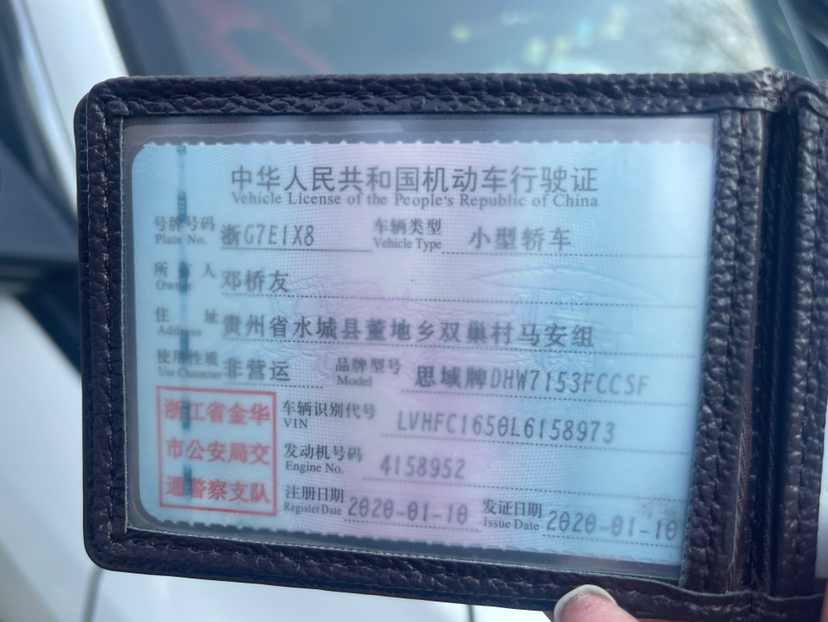 中华人民共和国机动车行驶证
Vehicle License of the People's Republic of China
号牌号码 浙G7E1X8 车辆类型 小型轿车
Plate No. Vehicle Type
所有人 邓桥友
Owner
住址 贵州省水城县董地乡双巢村马安组
Address
使用性质 非营运 品牌型号 思域牌DHW7153FCCSF
Use Character Model
浙江省金华
市公安局交
通警察支队
车辆识别代号 LVHFC1650L6158973
VIN
发动机号码 4158952
Engine No.
注册日期 2020-01-10 发证日期 2020-01-10
Register Date Issue Date